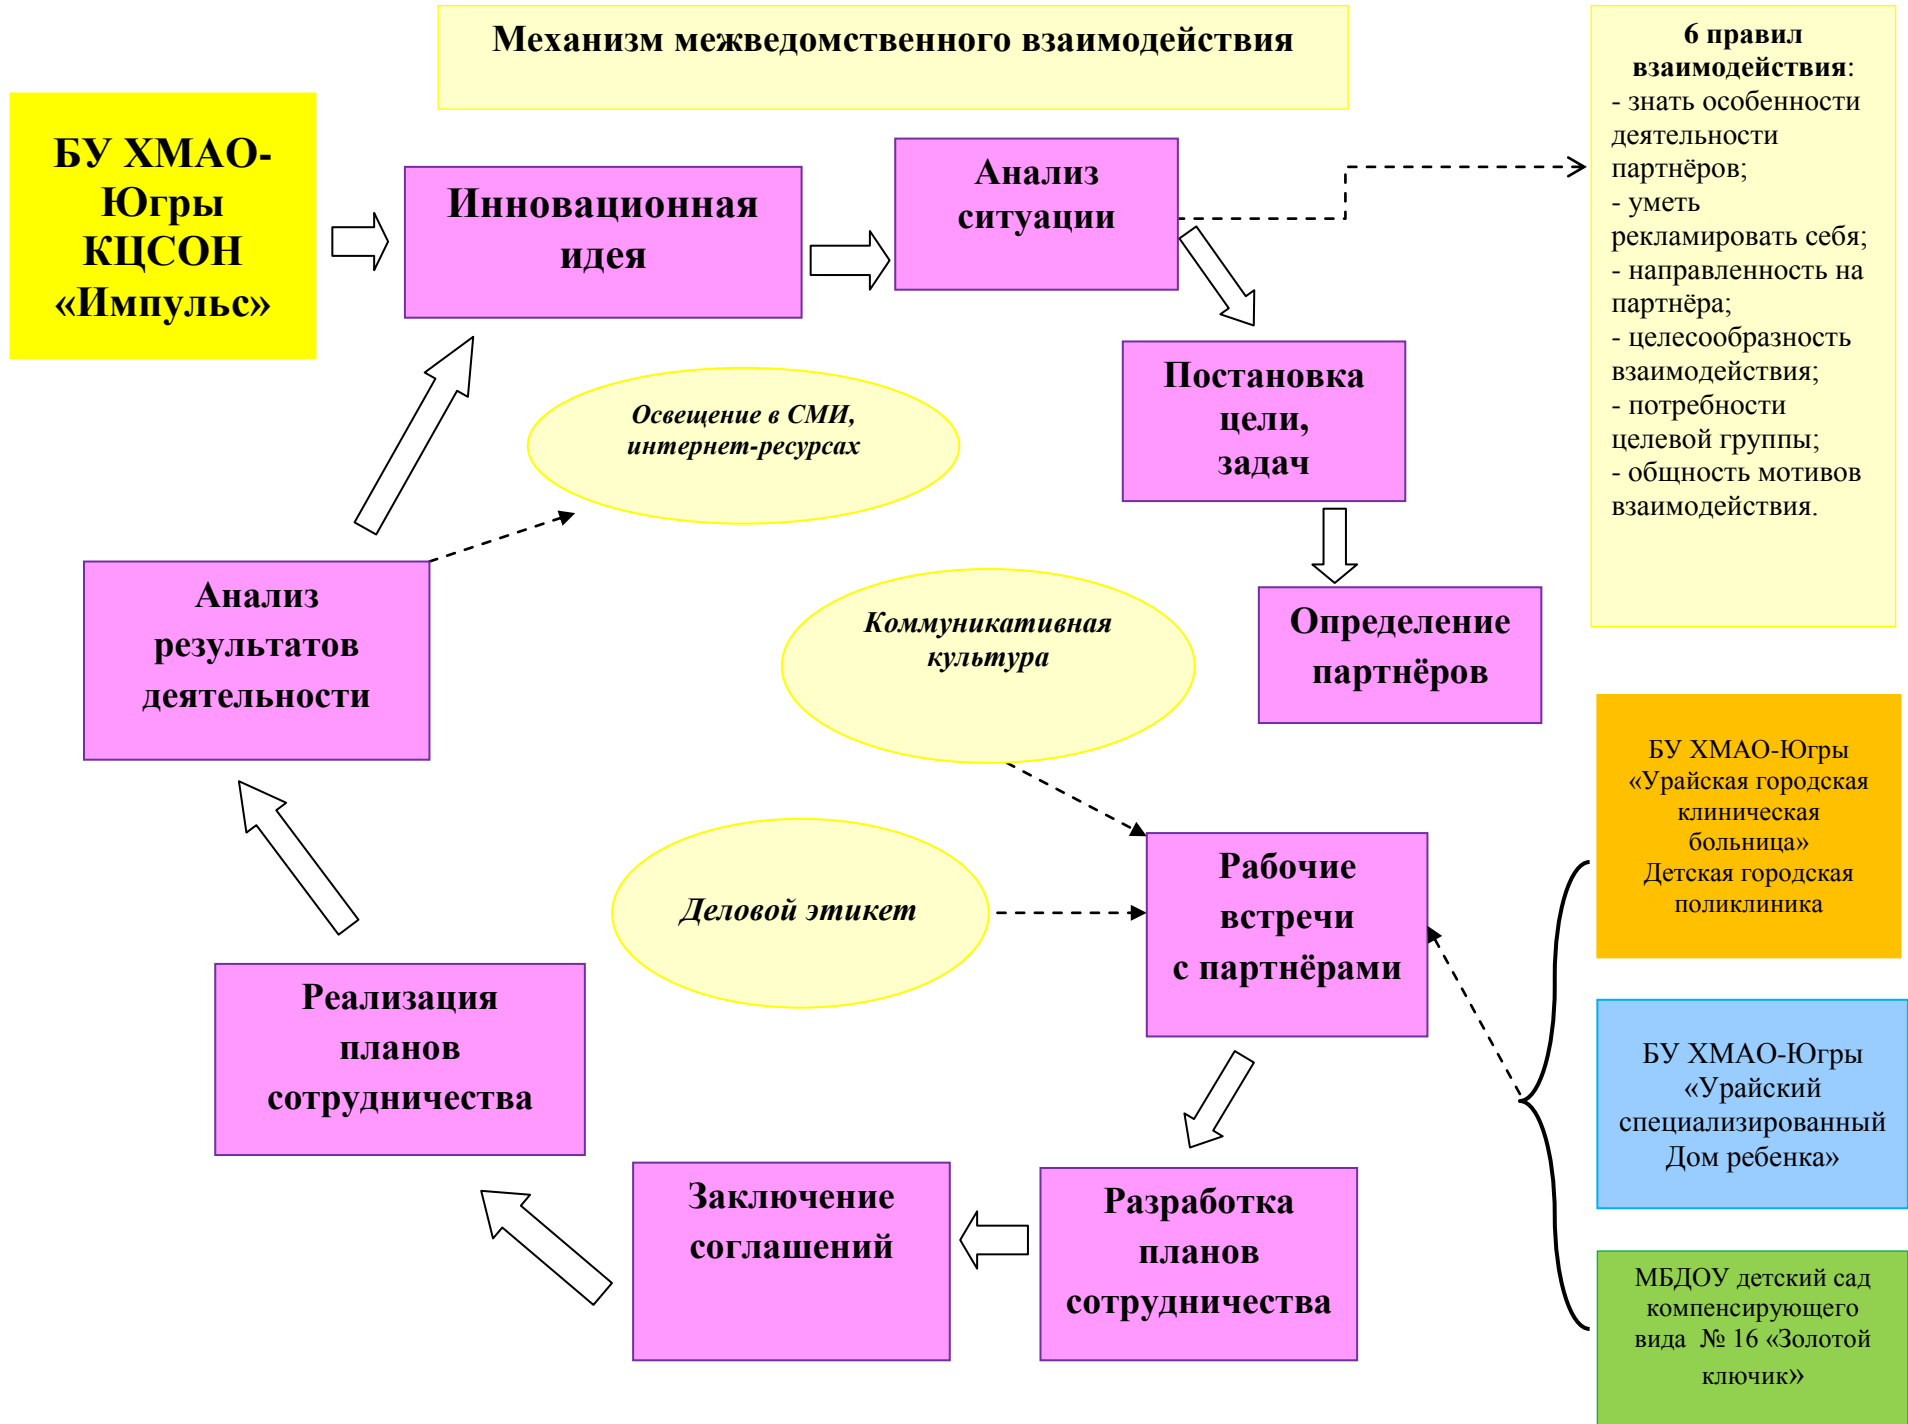 Механизм межведомственного взаимодействия
6 правил
взаимодействия:
- знать особенности
деятельности
партнёров;
- уметь
рекламировать себя;
- направленность на
партнёра;
- целесообразность
взаимодействия;
- потребности
целевой группы;
- общность мотивов
взаимодействия.
БУ ХМАО-
Югры
КЦСОН
«Импульс»
Инновационная
идея
Анализ
ситуации
Постановка
цели,
задач
Освещение в СМИ,
интернет-ресурсах
Определение
партнёров
Коммуникативная
культура
Анализ
результатов
деятельности
БУ ХМАО-Югры
«Урайская городская
клиническая
больница»
Детская городская
поликлиника
Деловой этикет
Рабочие
встречи
с партнёрами
Реализация
планов
сотрудничества
БУ ХМАО-Югры
«Урайский
специализированный
Дом ребенка»
Заключение
соглашений
Разработка
планов
сотрудничества
МБДОУ детский сад
компенсирующего
вида № 16 «Золотой
ключик»